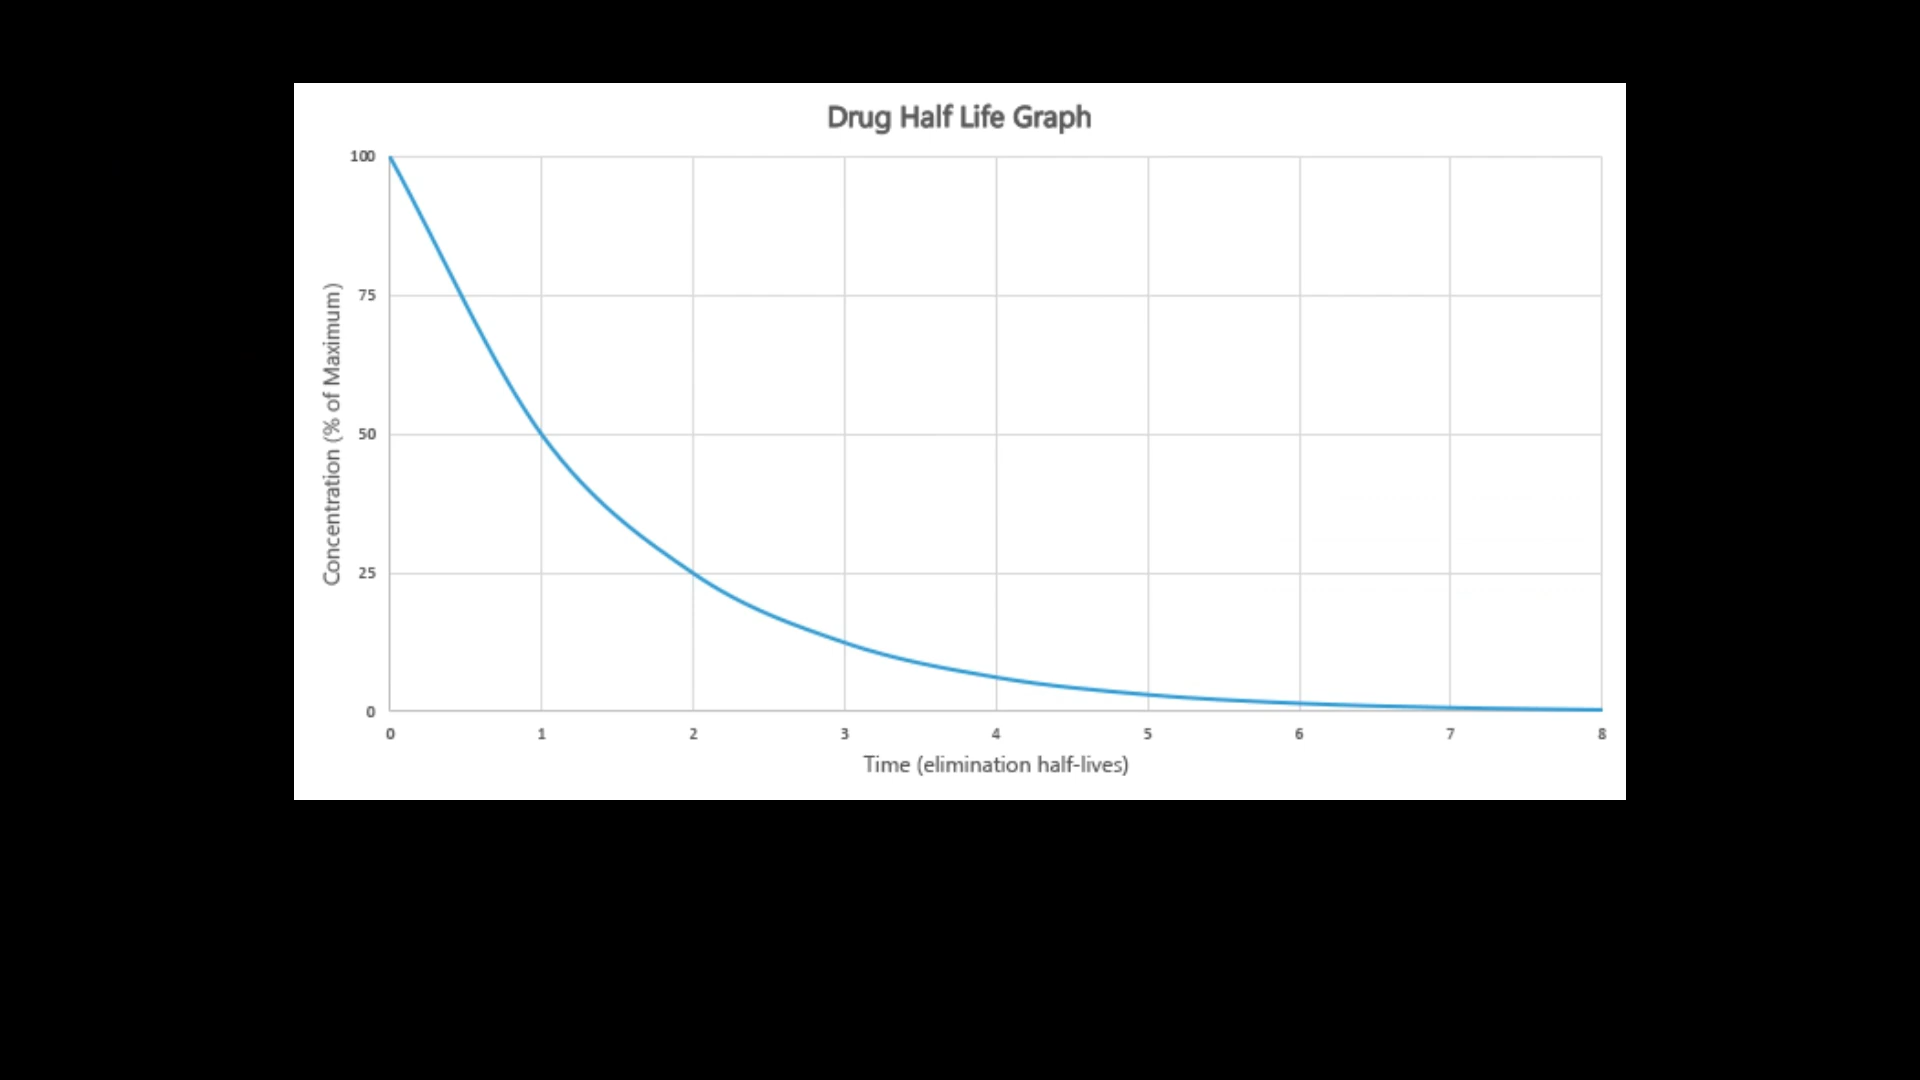 Drug Half Life Graph
Concentration (% of Maximum)
100
75
50
25
0
0 1 2 3 4 5 6 7 8
Time (elimination half-lives)